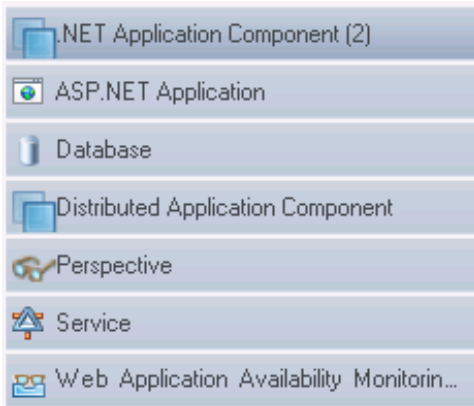 .NET Application Component (2)
ASP.NET Application
Database
Distributed Application Component
Perspective
Service
Web Application Availability Monitorin...